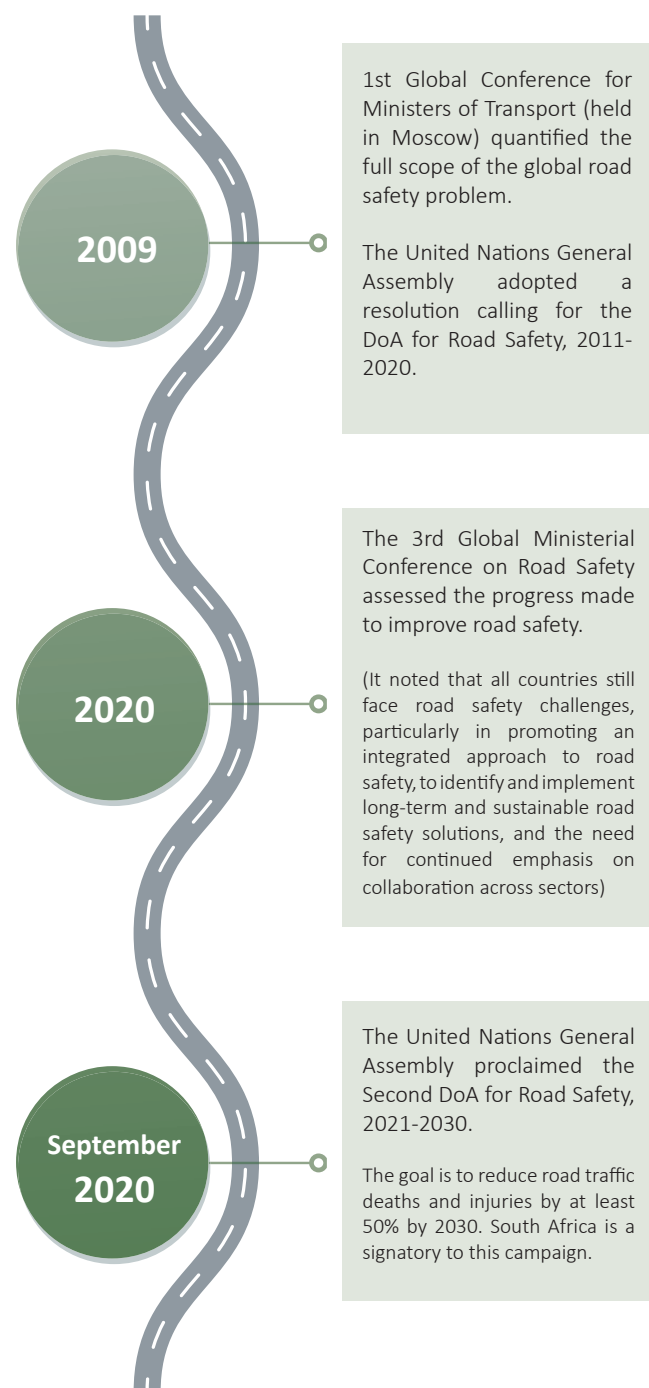 2009
1st Global Conference for
Ministers of Transport (held
in Moscow) quantified the
full scope of the global road
safety problem.
The United Nations General
Assembly adopted a
resolution calling for the
DoA for Road Safety, 2011-
2020.
2020
The 3rd Global Ministerial
Conference on Road Safety
assessed the progress made
to improve road safety.
(It noted that all countries still
face road safety challenges,
particularly in promoting an
integrated approach to road
safety, to identify and implement
long-term and sustainable road
safety solutions, and the need
for continued emphasis on
collaboration across sectors)
September
2020
The United Nations General
Assembly proclaimed the
Second DoA for Road Safety,
2021-2030.
The goal is to reduce road traffic
deaths and injuries by at least
50% by 2030. South Africa is a
signatory to this campaign.